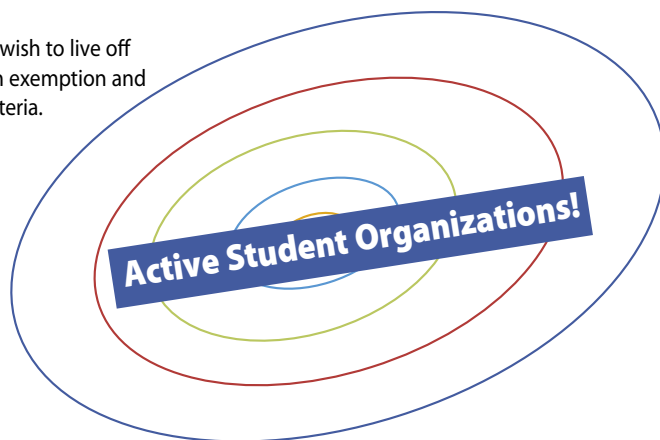 wish to live off
exemption and
teria.
Active Student Organizations!